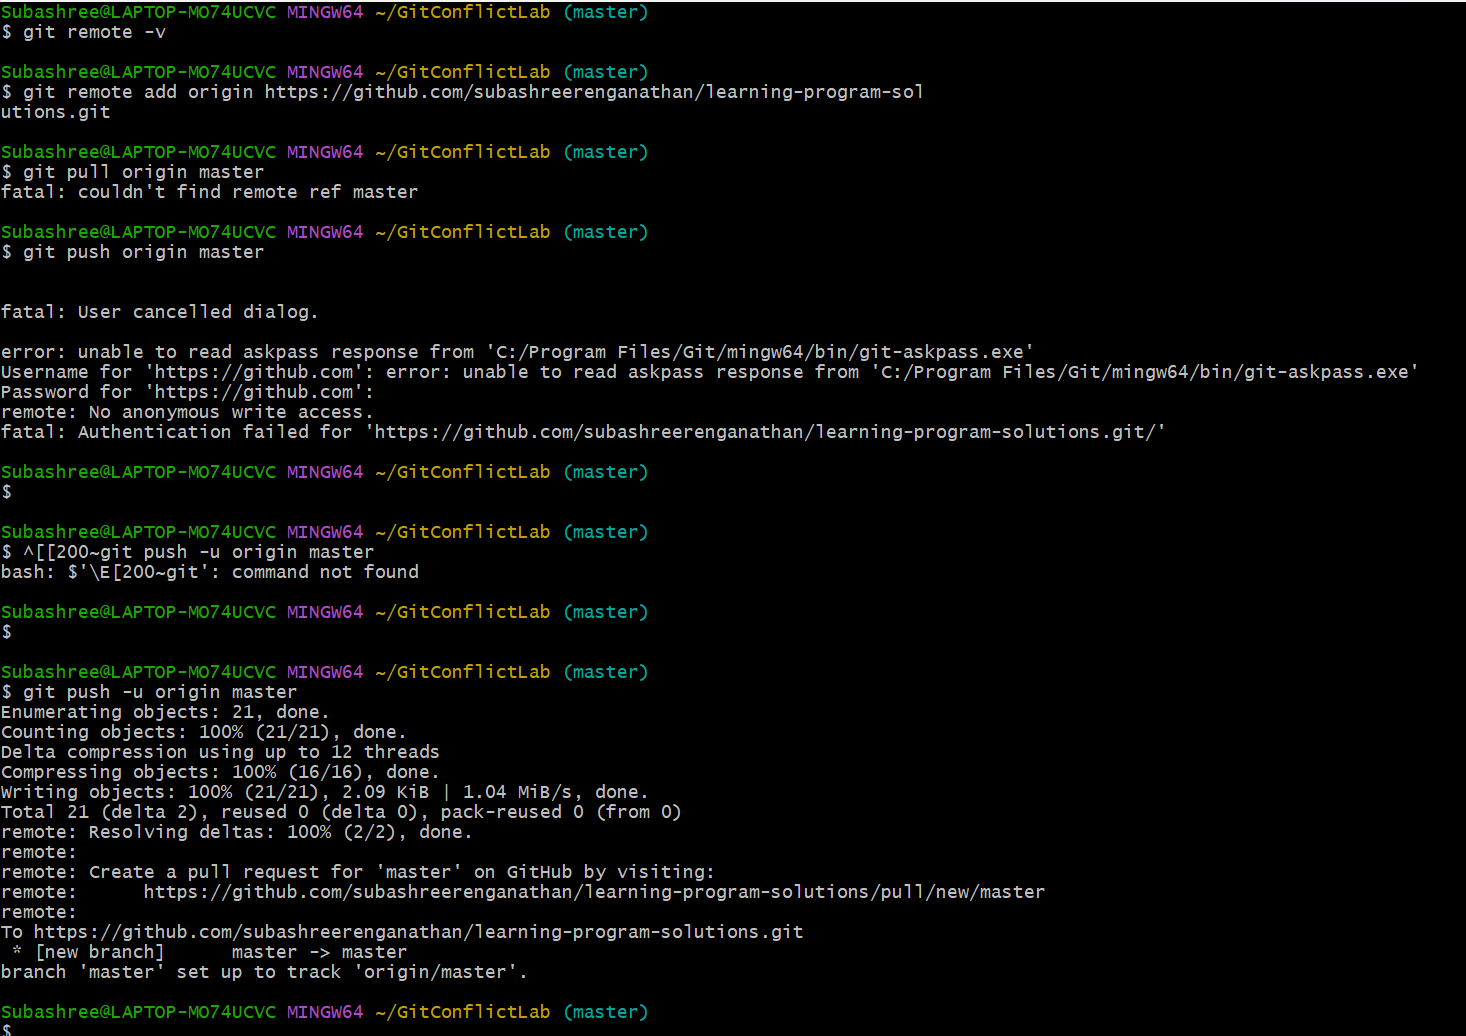 Subashree@LAPTOP-MO74UCVC MINGW64 ~/GitConflictLab (master)
$ git remote -v
Subashree@LAPTOP-MO74UCVC MINGW64 ~/GitConflictLab (master)
$ git remote add origin https://github.com/subashreerenganathan/learning-program-sol
utions.git
Subashree@LAPTOP-MO74UCVC MINGW64 ~/GitConflictLab (master)
$ git pull origin master
fatal: couldn't find remote ref master
Subashree@LAPTOP-MO74UCVC MINGW64 ~/GitConflictLab (master)
$ git push origin master
fatal: User cancelled dialog.
error: unable to read askpass response from 'C:/Program Files/Git/mingw64/bin/git-askpass.exe'
Username for 'https://github.com': error: unable to read askpass response from 'C:/Program Files/Git/mingw64/bin/git-askpass.exe'
Password for 'https://github.com':
remote: No anonymous write access.
fatal: Authentication failed for 'https://github.com/subashreerenganathan/learning-program-solutions.git/'
Subashree@LAPTOP-MO74UCVC MINGW64 ~/GitConflictLab (master)
$
Subashree@LAPTOP-MO74UCVC MINGW64 ~/GitConflictLab (master)
$ ^[[200~git push -u origin master
bash: $'\E[200~git': command not found
Subashree@LAPTOP-MO74UCVC MINGW64 ~/GitConflictLab (master)
$
Subashree@LAPTOP-MO74UCVC MINGW64 ~/GitConflictLab (master)
$ git push -u origin master
Enumerating objects: 21, done.
Counting objects: 100% (21/21), done.
Delta compression using up to 12 threads
Compressing objects: 100% (16/16), done.
Writing objects: 100% (21/21), 2.09 KiB | 1.04 MiB/s, done.
Total 21 (delta 2), reused 0 (delta 0), pack-reused 0 (from 0)
remote: Resolving deltas: 100% (2/2), done.
remote:
remote: Create a pull request for 'master' on GitHub by visiting:
remote:      https://github.com/subashreerenganathan/learning-program-solutions/pull/new/master
remote:
To https://github.com/subashreerenganathan/learning-program-solutions.git
 * [new branch]      master -> master
branch 'master' set up to track 'origin/master'.
Subashree@LAPTOP-MO74UCVC MINGW64 ~/GitConflictLab (master)
$